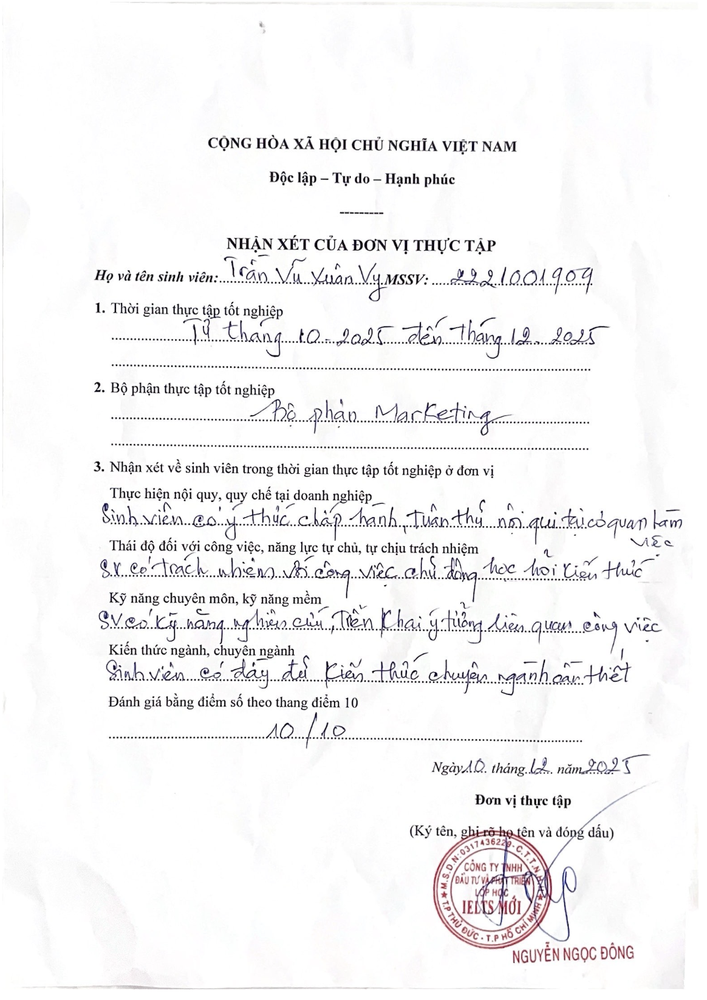 CỘNG HÒA XÃ HỘI CHỦ NGHĨA VIỆT NAM
Độc lập – Tự do – Hạnh phúc
---------
NHẬN XÉT CỦA ĐƠN VỊ THỰC TẬP
Họ và tên sinh viên: Trần Vũ Xuân Vy MSSV: 2221001909
1. Thời gian thực tập tốt nghiệp
Từ tháng 10 - 2025 đến tháng 12 - 2025
2. Bộ phận thực tập tốt nghiệp
Bộ phận Marketing
3. Nhận xét về sinh viên trong thời gian thực tập tốt nghiệp ở đơn vị
Thực hiện nội quy, quy chế tại doanh nghiệp
Sinh viên có ý thức chấp hành, tuân thủ nội qui tại cơ quan làm
việc
Thái độ đối với công việc, năng lực tự chủ, tự chịu trách nhiệm
SV có trách nhiệm với công việc chủ động học hỏi kiến thức
Kỹ năng chuyên môn, kỹ năng mềm
SV có kỹ năng nghiên cứu, triển khai ý tưởng liên quan công việc
Kiến thức ngành, chuyên ngành
Sinh viên có đầy đủ kiến thức chuyên ngành cần thiết
Đánh giá bằng điểm số theo thang điểm 10
10/10
Ngày 10 tháng 12 năm 2025
Đơn vị thực tập
(Ký tên, ghi rõ họ tên và đóng dấu)
M.S.D.N: 0317436229 - C.T.T.N.H.H
CÔNG TY TNHH
ĐẦU TƯ VÀ PHÁT TRIỂN
LỚP HỌC
IELTS MỚI
T.P THỦ ĐỨC - T.P HỒ CHÍ MINH
NGUYỄN NGỌC ĐÔNG